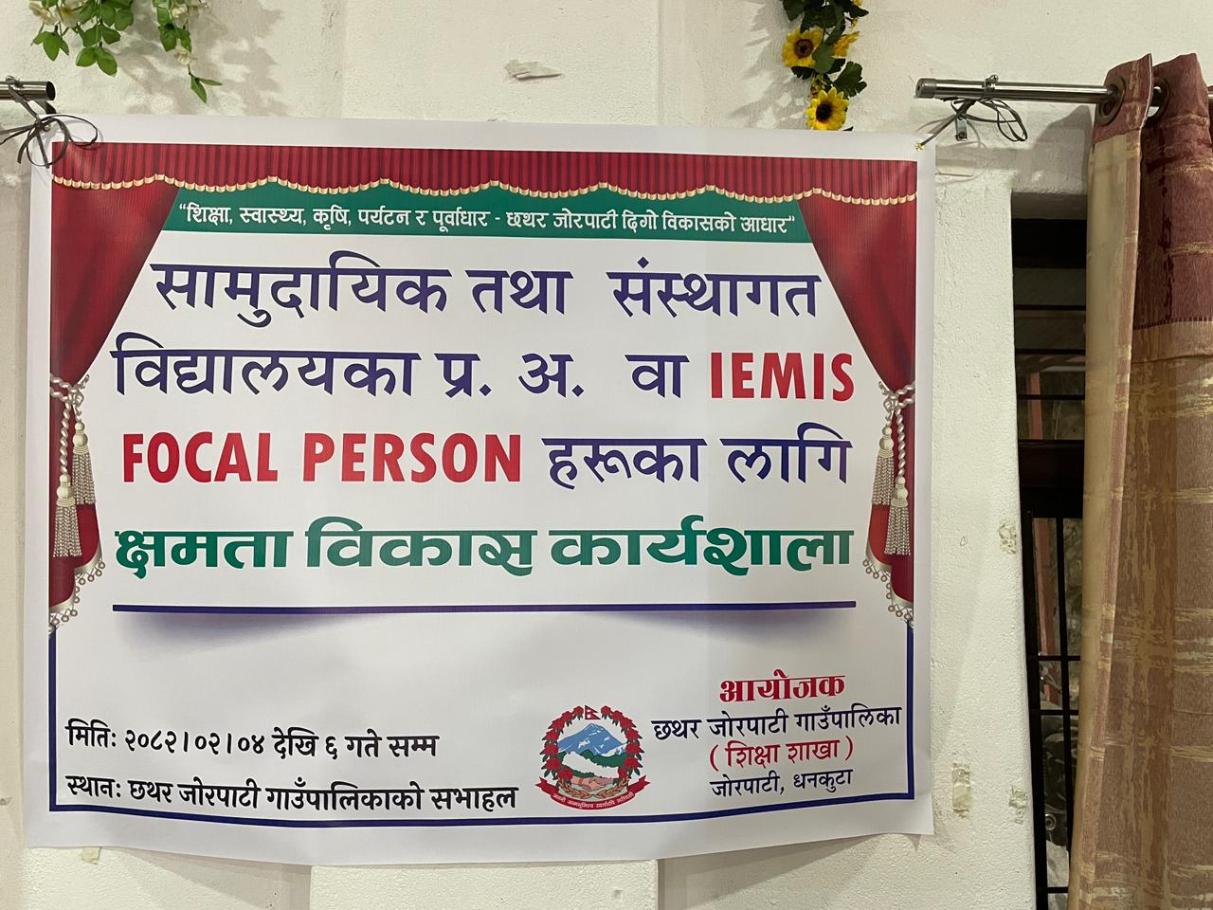 “शिक्षा, स्वास्थ्य, कृषि, पर्यटन र पूर्वाधार - छथर जोरपाटी दिगो विकासको आधार”
सामुदायिक तथा संस्थागत
विद्यालयका प्र. अ. वा IEMIS
FOCAL PERSON हरूका लागि
क्षमता विकास कार्यशाला
मिति: २०८२।०२।०४ देखि ६ गते सम्म
स्थान: छथर जोरपाटी गाउँपालिकाको सभाहल
आयोजक
छथर जोरपाटी गाउँपालिका
( शिक्षा शाखा )
जोरपाटी, धनकुटा